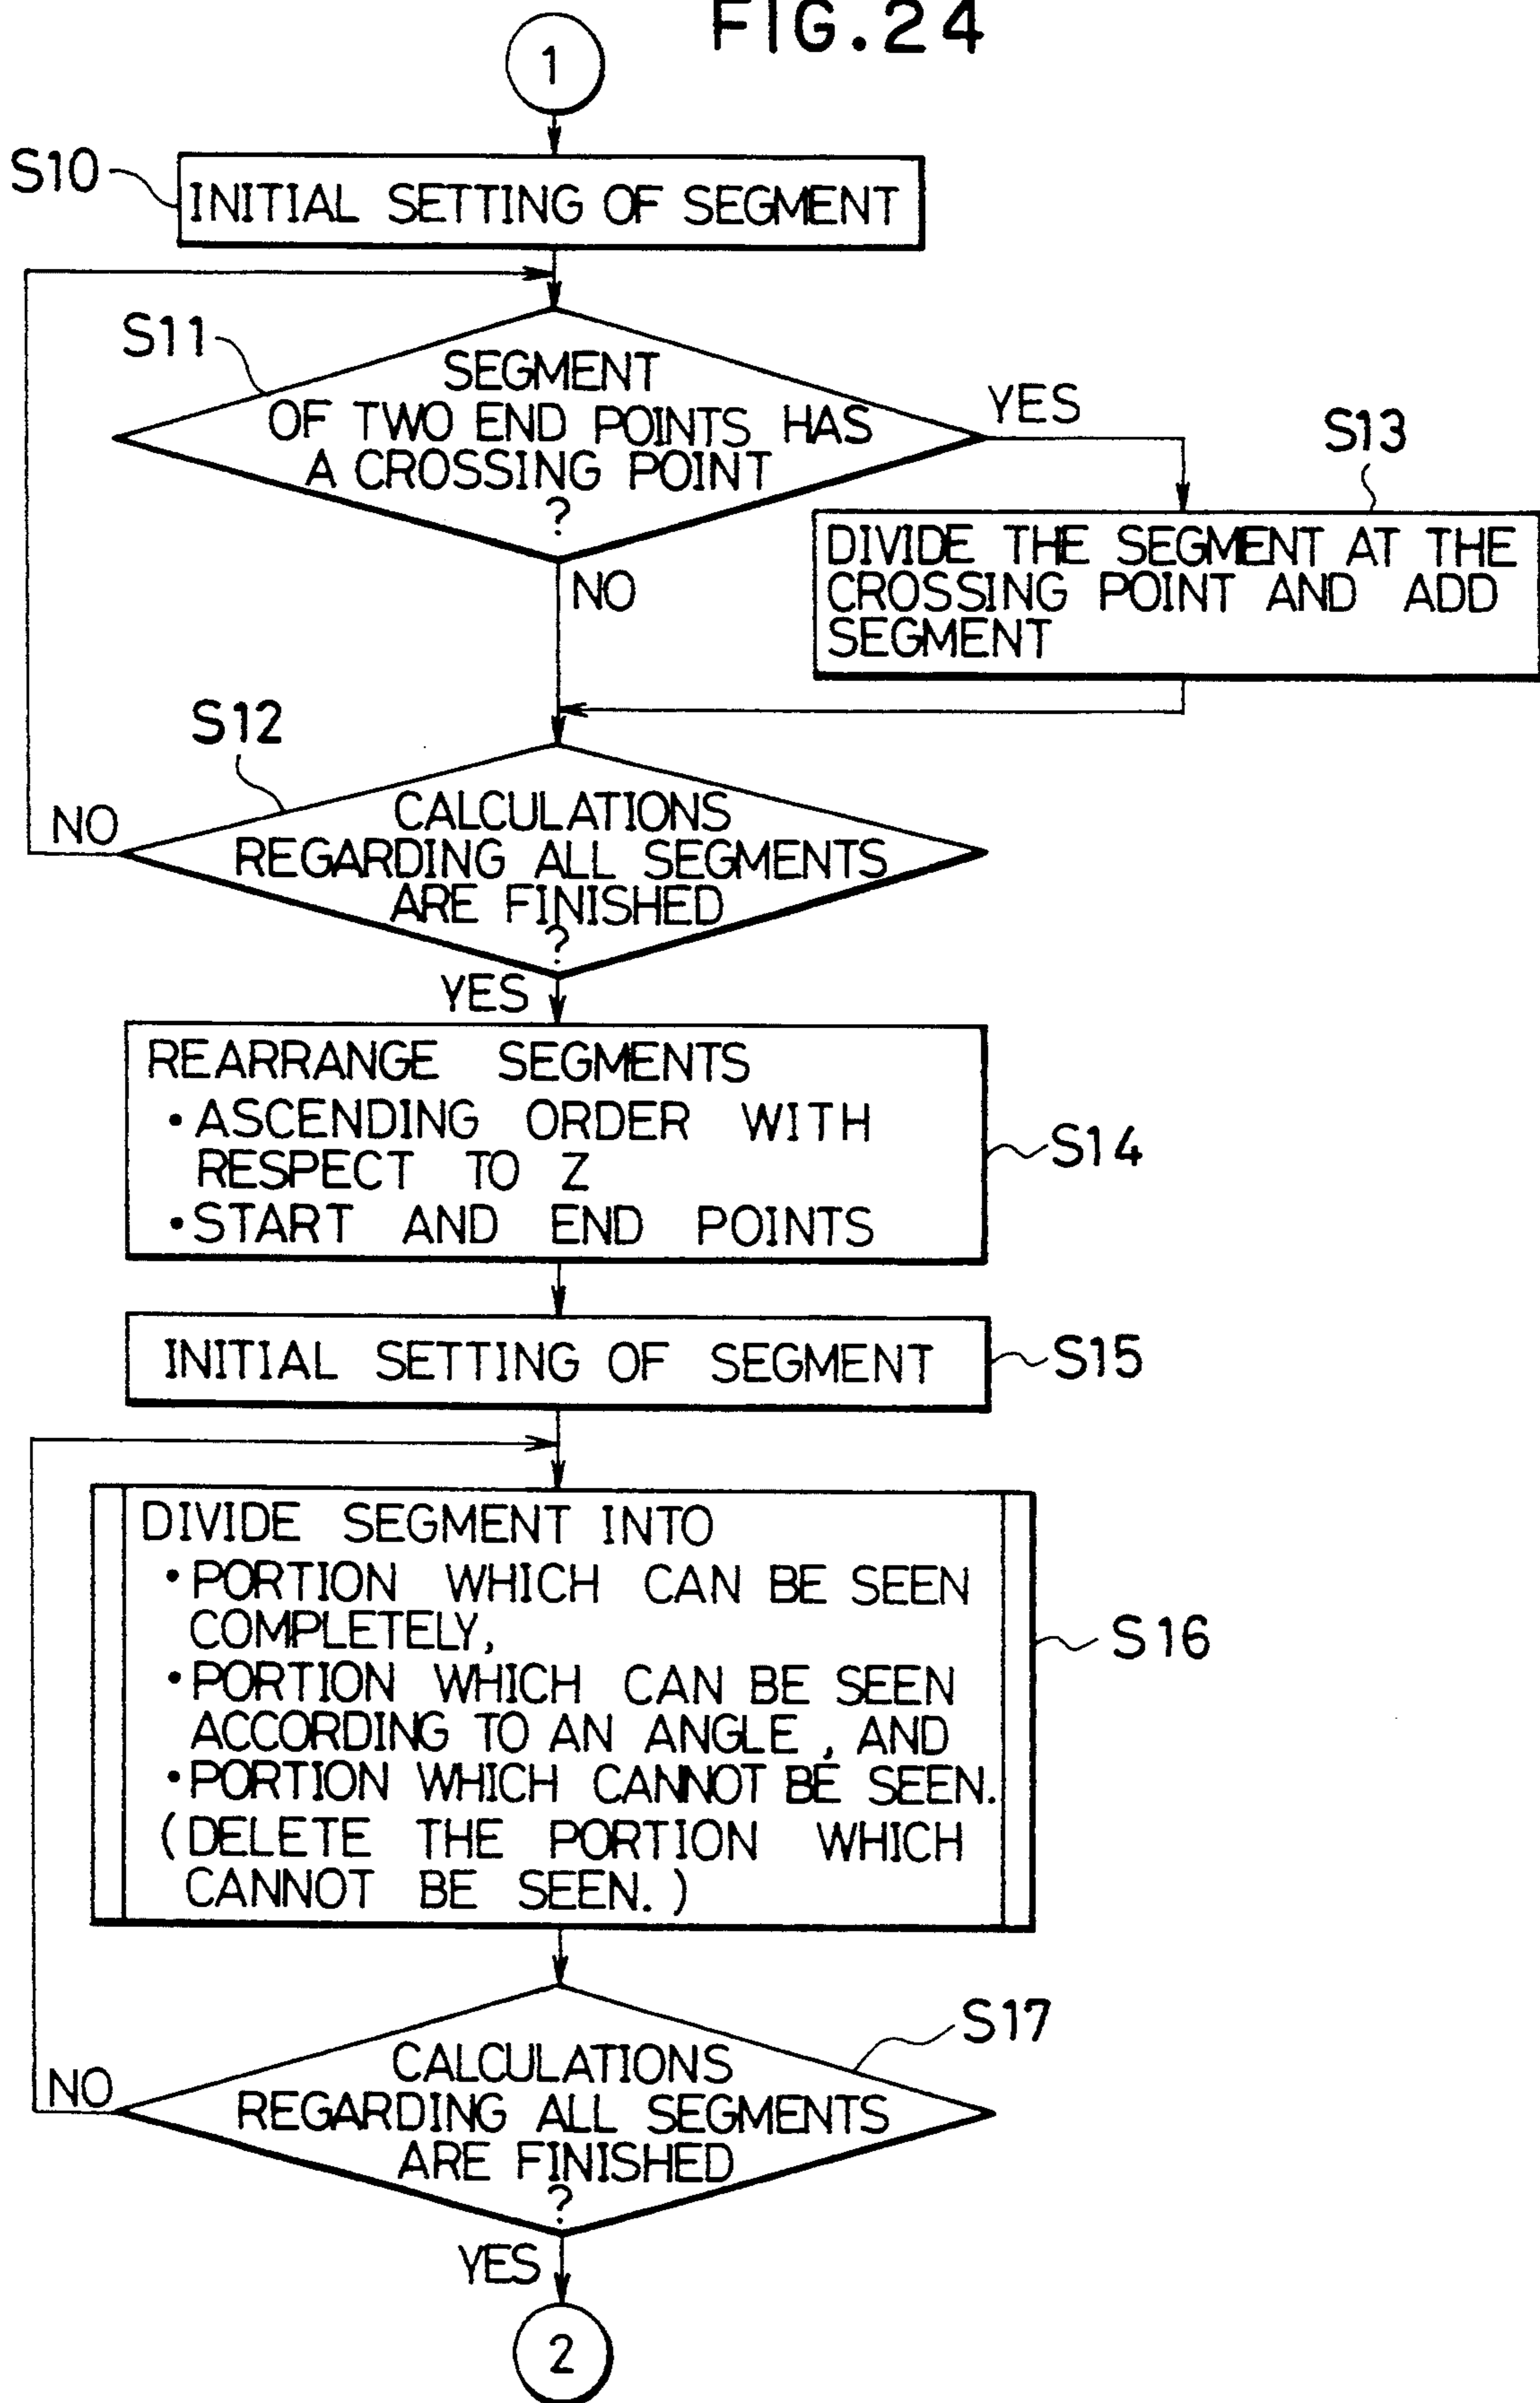 FIG.24
1
S10
INITIAL SETTING OF SEGMENT
S11
SEGMENT
OF TWO END POINTS HAS
A CROSSING POINT
?
YES
NO
S13
DIVIDE THE SEGMENT AT THE
CROSSING POINT AND ADD
SEGMENT
S12
CALCULATIONS
REGARDING ALL SEGMENTS
ARE FINISHED
?
NO
YES
REARRANGE SEGMENTS
• ASCENDING ORDER WITH
RESPECT TO Z
• START AND END POINTS
S14
INITIAL SETTING OF SEGMENT
S15
DIVIDE SEGMENT INTO
• PORTION WHICH CAN BE SEEN
COMPLETELY,
• PORTION WHICH CAN BE SEEN
ACCORDING TO AN ANGLE, AND
• PORTION WHICH CANNOT BE SEEN.
(DELETE THE PORTION WHICH
CANNOT BE SEEN.)
S16
S17
CALCULATIONS
REGARDING ALL SEGMENTS
ARE FINISHED
?
NO
YES
2